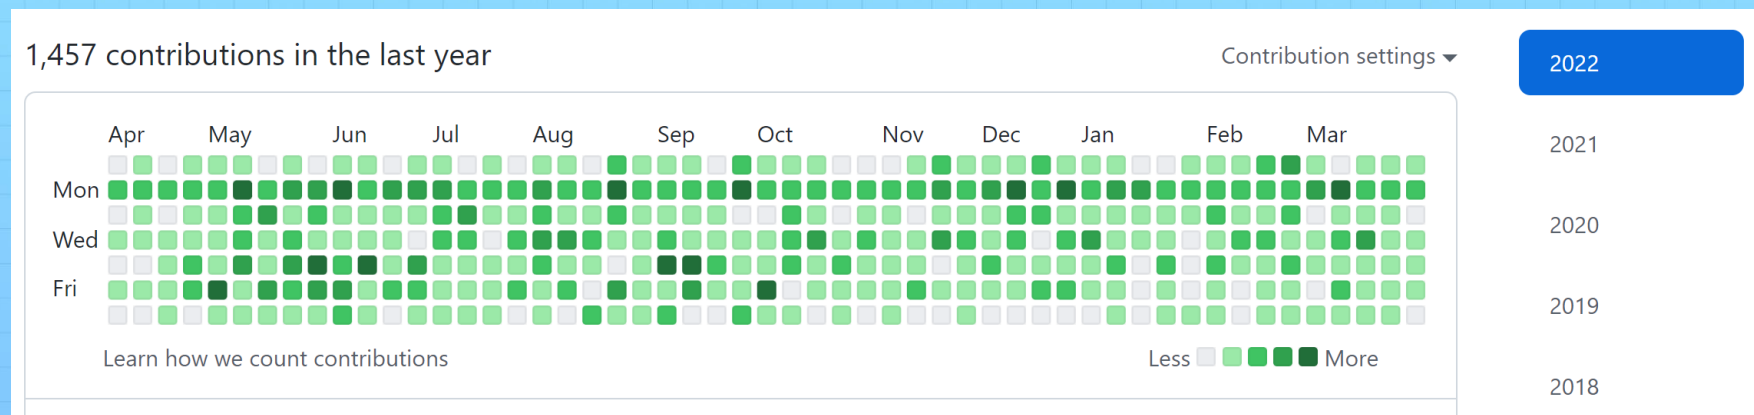 1,457 contributions in the last year
Contribution settings
Apr May Jun Jul Aug Sep Oct Nov Dec Jan Feb Mar
Mon
Wed
Fri
Learn how we count contributions
Less More
2022
2021
2020
2019
2018